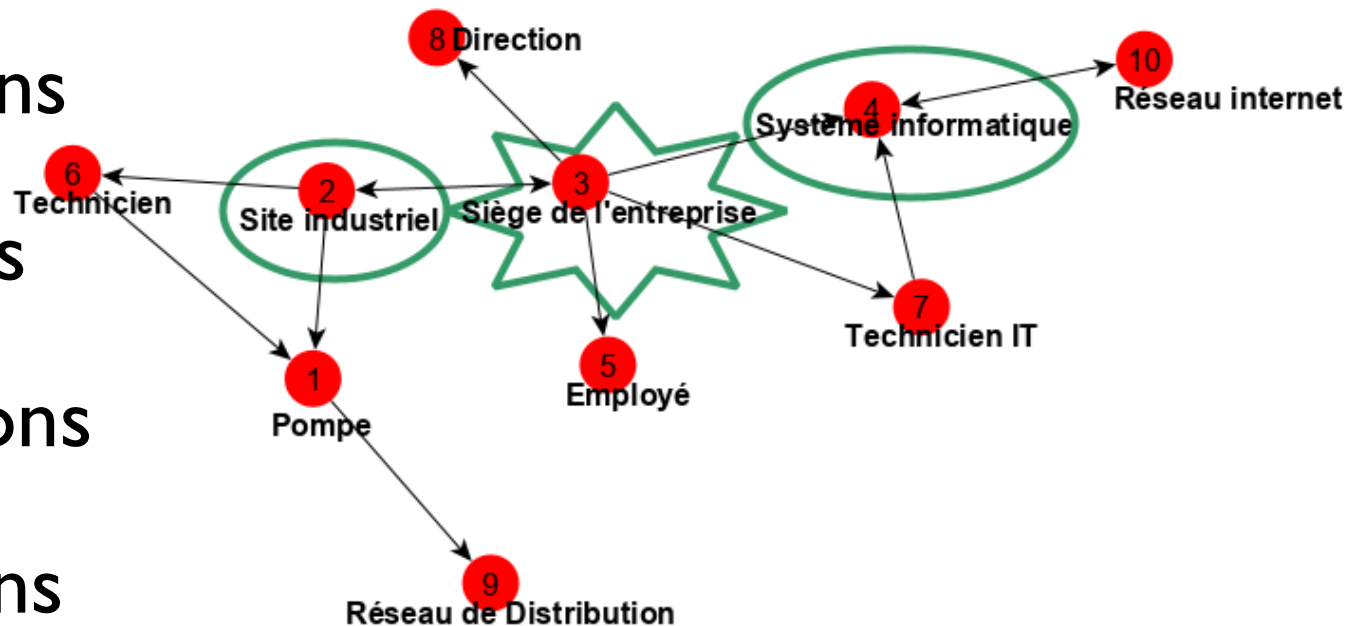 8 Direction
10
Réseau internet
ns
4
Système informatique
6
Technicien
2
Site industriel
3
Siège de l'entreprise
s
7
Technicien IT
1
Pompe
5
Employé
ons
9
Réseau de Distribution
ns